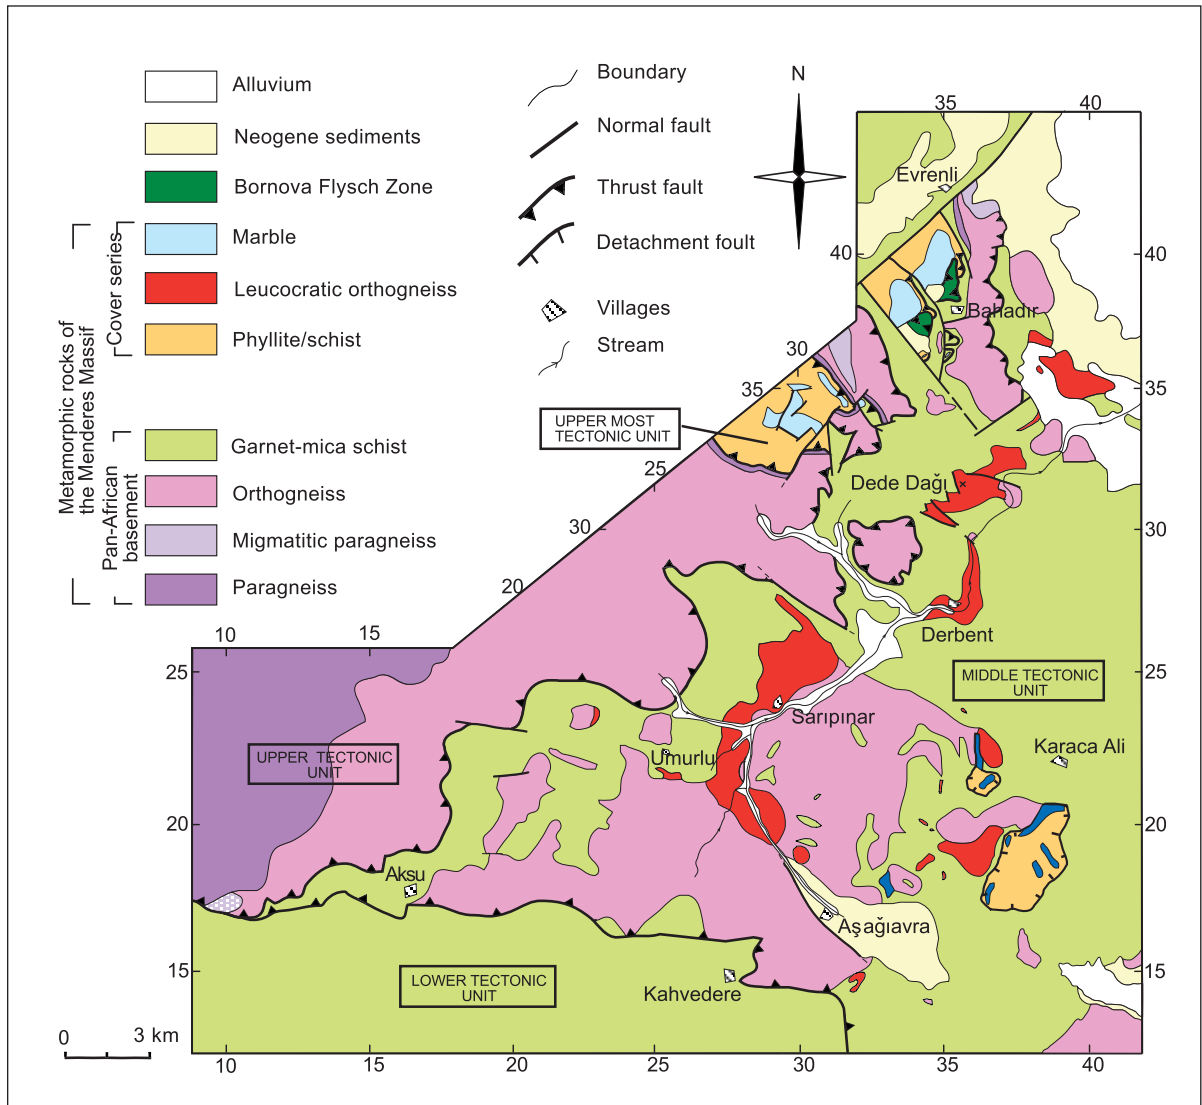 Alluvium
Neogene sediments
Bornova Flysch Zone
Marble
Leucocratic orthogneiss
Phyllite/schist
Garnet-mica schist
Orthogneiss
Migmatitic paragneiss
Paragneiss
Metamorphic rocks of
the Menderes Massif
Cover series
Pan-African
basement
Boundary
Normal fault
Thrust fault
Detachment foult
Villages
Stream
N
35
40
Evrenli
40
40
Bahadır
30
35
35
UPPER MOST
TECTONIC UNIT
25
Dede Dağı
30
30
20
Derbent
10
15
25
25
MIDDLE TECTONIC
UNIT
Sarıpınar
Karaca Ali
UPPER TECTONIC
UNIT
Umurlu
20
20
Aksu
Aşağıavra
15
15
LOWER TECTONIC
UNIT
Kahvedere
0
3 km
10
15
20
25
30
35
40